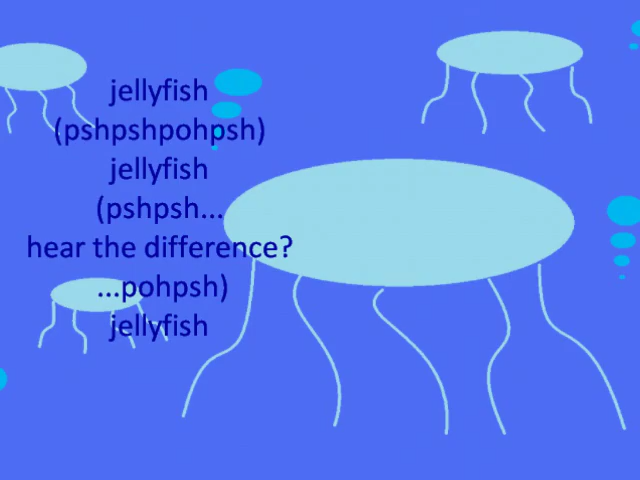 jellyfish
(pshpshpohpsh)
jellyfish
(pshpsh...
hear the difference?
...pohpsh)
jellyfish